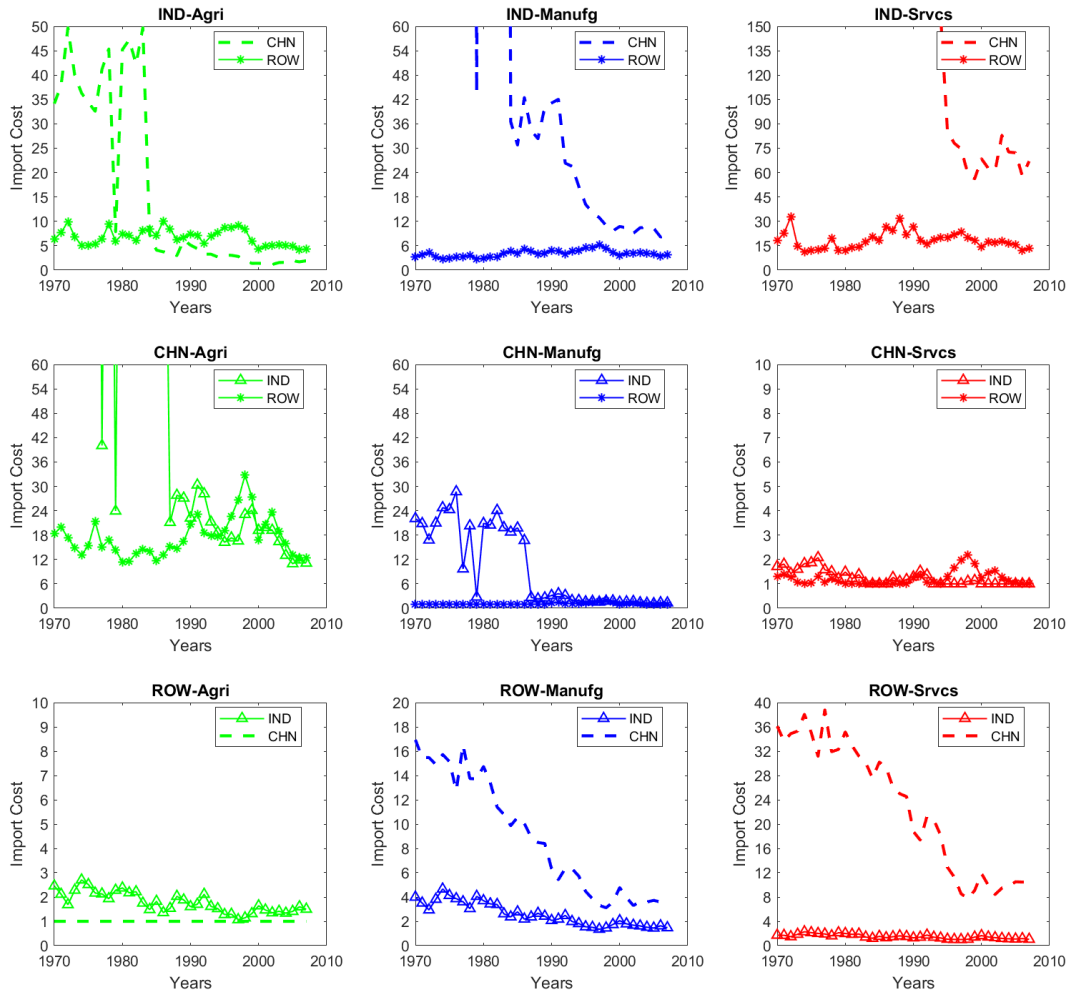 IND-Agri
50
45
40
35
30
25
20
15
10
5
0
Import Cost
CHN
ROW
1970 1980 1990 2000 2010
Years
IND-Manufg
60
54
48
42
36
30
24
18
12
6
0
Import Cost
CHN
ROW
1970 1980 1990 2000 2010
Years
IND-Srvcs
150
135
120
105
90
75
60
45
30
15
0
Import Cost
CHN
ROW
1970 1980 1990 2000 2010
Years
CHN-Agri
60
54
48
42
36
30
24
18
12
6
0
Import Cost
IND
ROW
1970 1980 1990 2000 2010
Years
CHN-Manufg
60
54
48
42
36
30
24
18
12
6
0
Import Cost
IND
ROW
1970 1980 1990 2000 2010
Years
CHN-Srvcs
10
9
8
7
6
5
4
3
2
1
0
Import Cost
IND
ROW
1970 1980 1990 2000 2010
Years
ROW-Agri
10
9
8
7
6
5
4
3
2
1
0
Import Cost
IND
CHN
1970 1980 1990 2000 2010
Years
ROW-Manufg
20
18
16
14
12
10
8
6
4
2
0
Import Cost
IND
CHN
1970 1980 1990 2000 2010
Years
ROW-Srvcs
40
36
32
28
24
20
16
12
8
4
0
Import Cost
IND
CHN
1970 1980 1990 2000 2010
Years